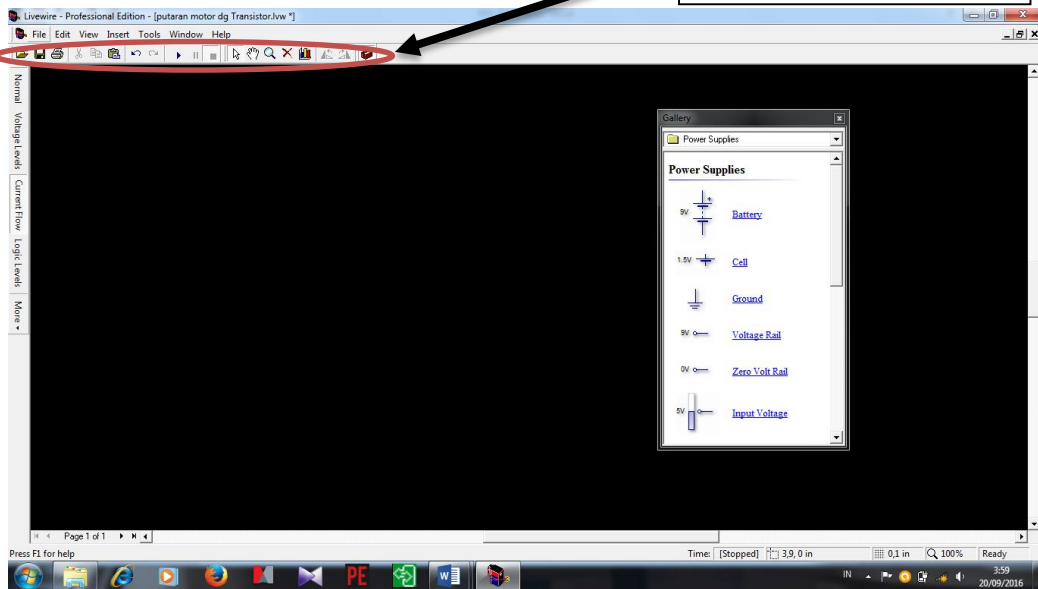 Livewire - Professional Edition - [putaran motor dg Transistor.lvw *]
File Edit View Insert Tools Window Help
Normal
Voltage Levels
Current Flow
Logic Levels
More
Gallery
Power Supplies
Power Supplies
9V Battery
1.5V Cell
Ground
9V Voltage Rail
0V Zero Volt Rail
5V Input Voltage
Page 1 of 1
Press F1 for help
Time: [Stopped] 3,9, 0 in 0,1 in 100% Ready
PE W IN 3:59
20/09/2016